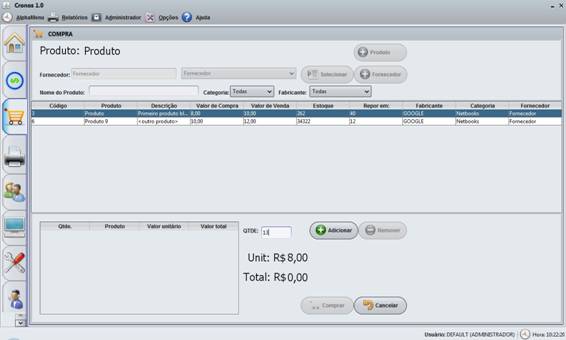 Cronos 1.0
AlphaMenu Relatórios Administrador Opções Ajuda
COMPRA
Produto: Produto
Produto
Fornecedor: Fornecedor Fornecedor Selecionar Fornecedor
Nome do Produto: Categoria: Todas Fabricante: Todas
Código Produto Descrição Valor de Compra Valor de Venda Estoque Repor em: Fabricante Categoria Fornecedor
Produto Primeiro produto 8,00 10,00 262 40 GOOGLE Netbooks Fornecedor
6 Produto 9 <outro produto> 10,00 12,00 34322 12 GOOGLE Netbooks Fornecedor
Qtde. Produto Valor unitário Valor total
QTDE: 13 Adicionar Remover
Unit: R$ 8,00
Total: R$ 0,00
Comprar Cancelar
Usuário: DEFAULT (ADMINISTRADOR) Hora: 10:22:20